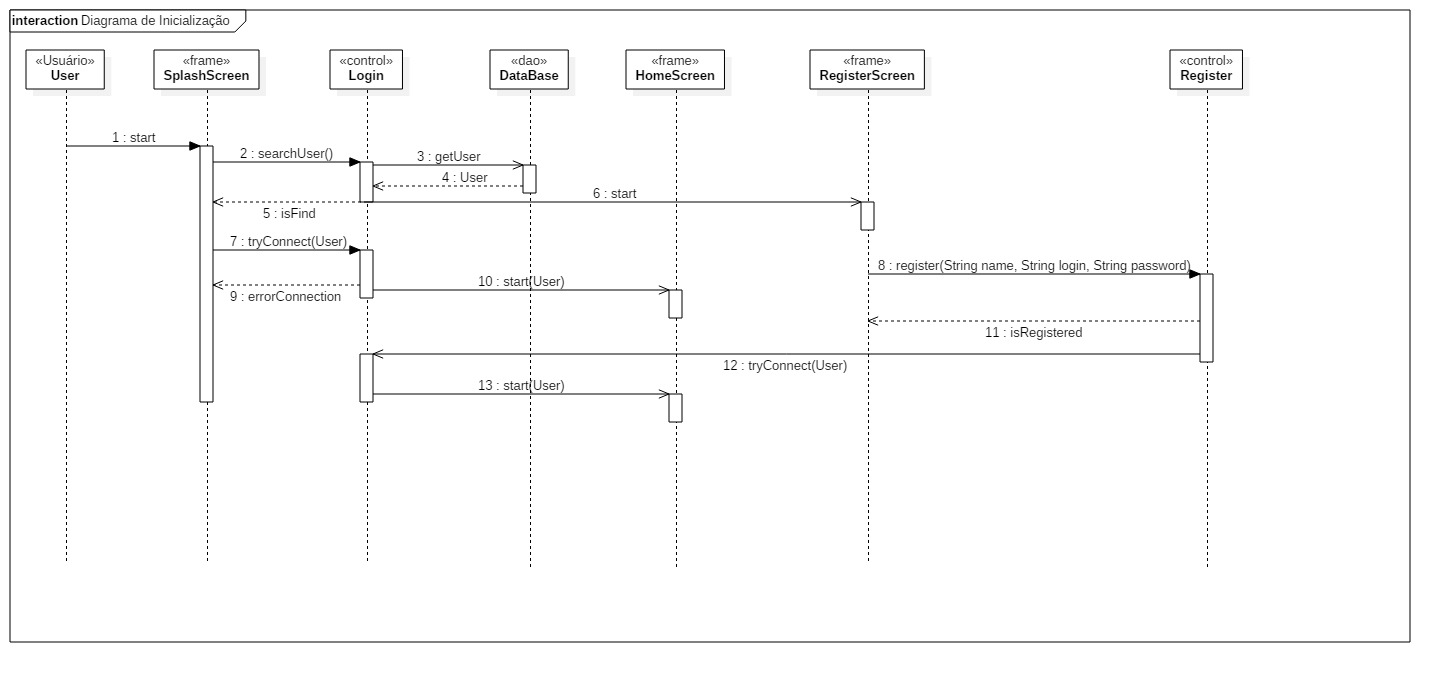 interaction Diagrama de Inicialização
«Usuário»
User
«frame»
SplashScreen
«control»
Login
«dao»
DataBase
«frame»
HomeScreen
«frame»
RegisterScreen
«control»
Register
1 : start
2 : searchUser()
3 : getUser
4 : User
5 : isFind
6 : start
7 : tryConnect(User)
8 : register(String name, String login, String password)
9 : errorConnection
10 : start(User)
11 : isRegistered
12 : tryConnect(User)
13 : start(User)